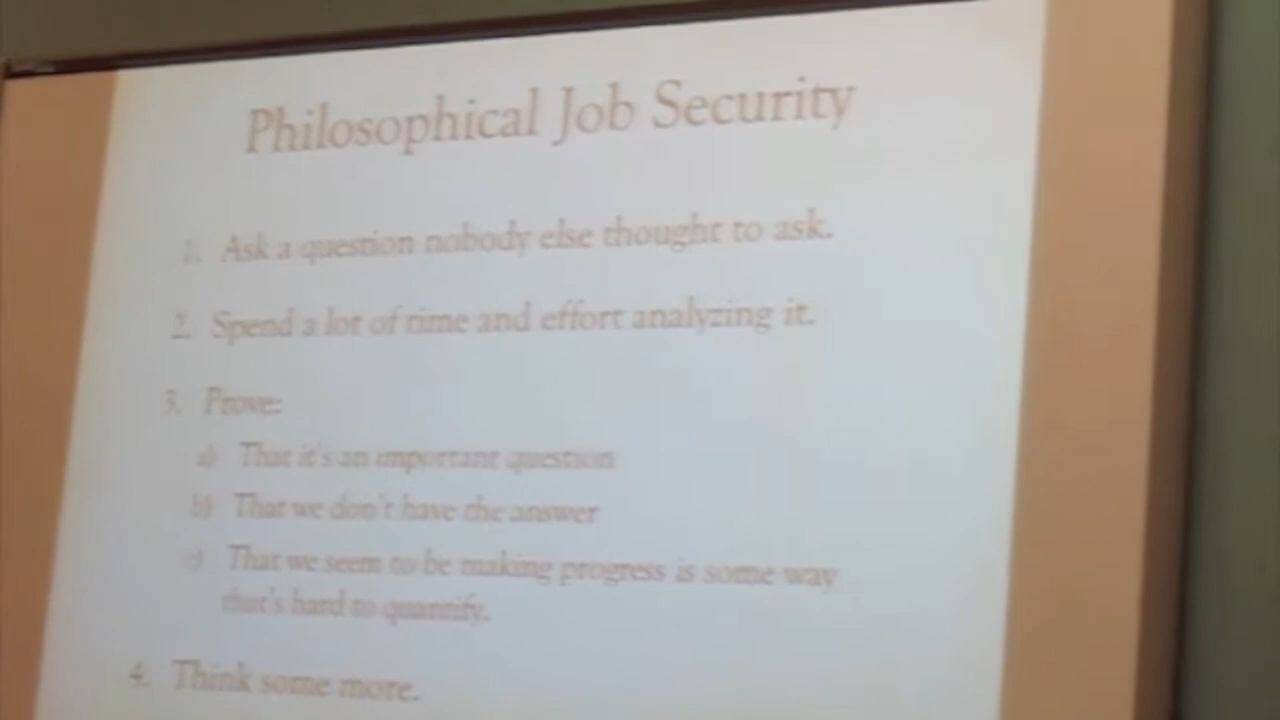 Philosophical Job Security
1. Ask a question nobody else thought to ask.
2. Spend a lot of time and effort analyzing it.
3. Prove:
a) That it's an important question
b) That we don't have the answer
c) That we seem to be making progress is some way
that's hard to quantify.
4. Think some more.